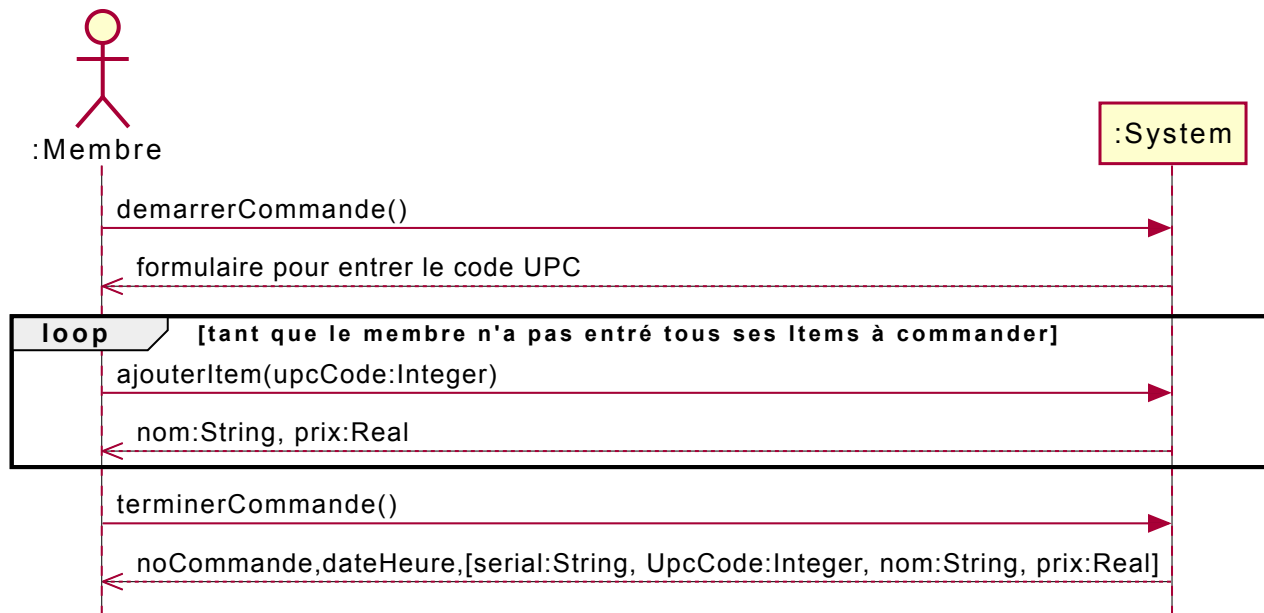 :Membre
:System
demarrerCommande()
formulaire pour entrer le code UPC
loop [tant que le membre n'a pas entré tous ses Items à commander]
ajouterItem(upcCode:Integer)
nom:String, prix:Real
terminerCommande()
noCommande,dateHeure,[serial:String, UpcCode:Integer, nom:String, prix:Real]